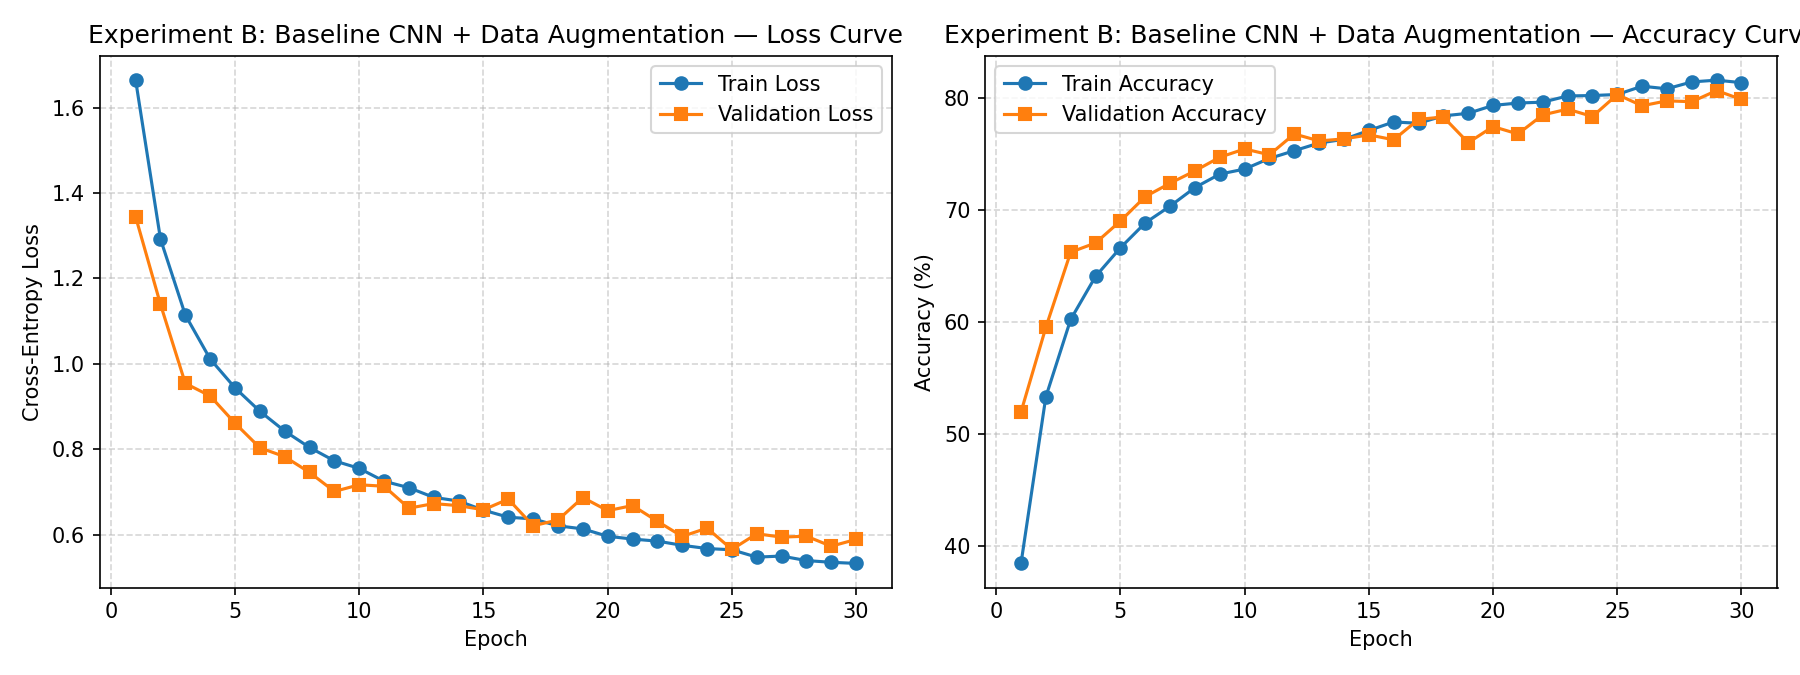 Experiment B: Baseline CNN + Data Augmentation — Loss Curve
Train Loss
Validation Loss
1.6
1.4
1.2
1.0
0.8
0.6
Cross-Entropy Loss
0 5 10 15 20 25 30
Epoch
Experiment B: Baseline CNN + Data Augmentation — Accuracy Curv
Train Accuracy
Validation Accuracy
80
70
60
50
40
Accuracy (%)
0 5 10 15 20 25 30
Epoch